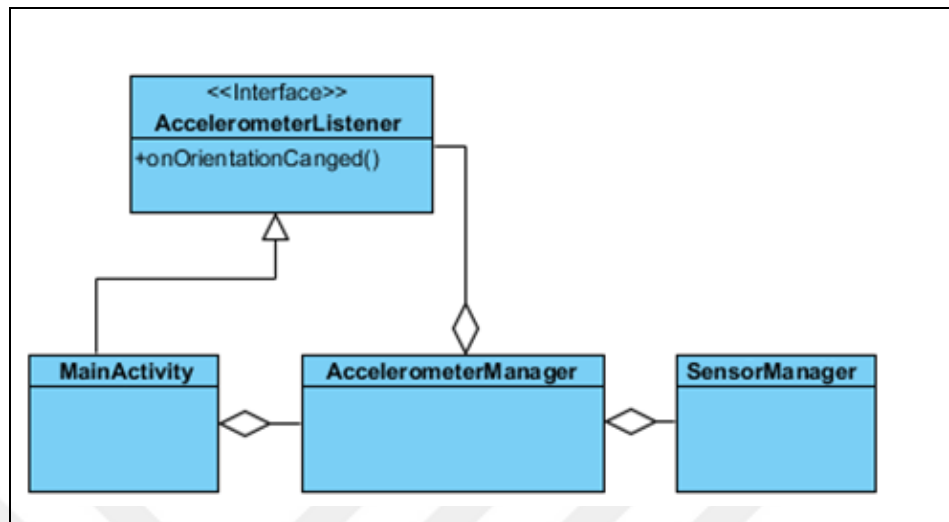 <<Interface>>
AccelerometerListener
+onOrientationCanged()
MainActivity
AccelerometerManager
SensorManager